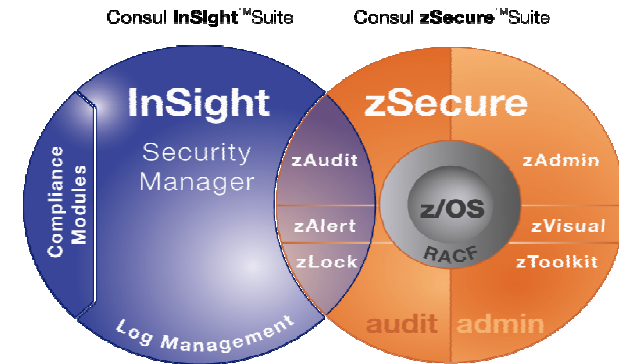 Consul InSight™Suite
Consul zSecure™Suite
InSight
Security
Manager
Compliance
Modules
Log Management
zSecure
zAudit
zAlert
zLock
z/OS
RACF
zAdmin
zVisual
zToolkit
audit
admin